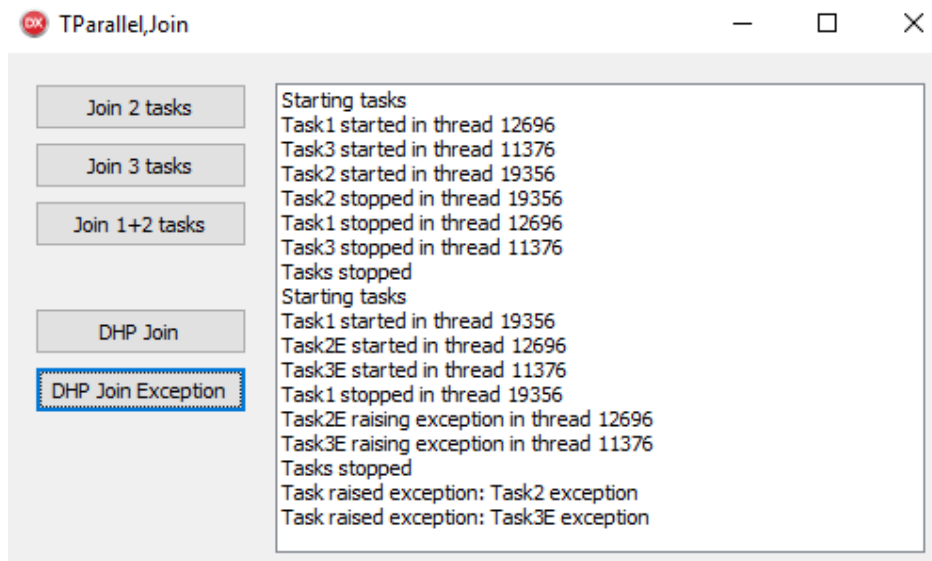 DX TParallel,Join
Join 2 tasks
Join 3 tasks
Join 1+2 tasks
DHP Join
DHP Join Exception
Starting tasks
Task1 started in thread 12696
Task3 started in thread 11376
Task2 started in thread 19356
Task2 stopped in thread 19356
Task1 stopped in thread 12696
Task3 stopped in thread 11376
Tasks stopped
Starting tasks
Task1 started in thread 19356
Task2E started in thread 12696
Task3E started in thread 11376
Task1 stopped in thread 19356
Task2E raising exception in thread 12696
Task3E raising exception in thread 11376
Tasks stopped
Task raised exception: Task2 exception
Task raised exception: Task3E exception